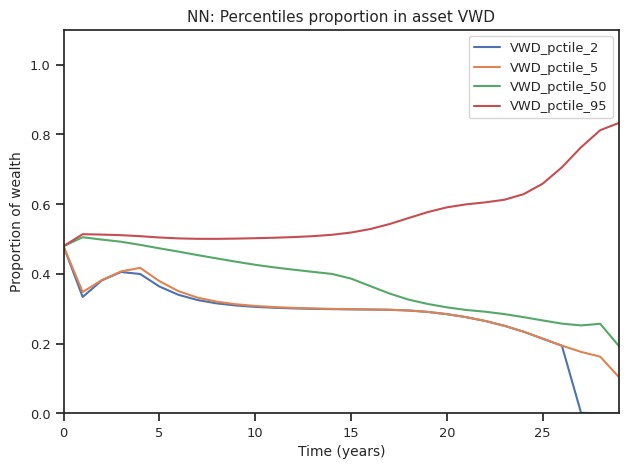 NN: Percentiles proportion in asset VWD
VWD_pctile_2
VWD_pctile_5
VWD_pctile_50
VWD_pctile_95
Proportion of wealth
1.0
0.8
0.6
0.4
0.2
0.0
0 5 10 15 20 25
Time (years)